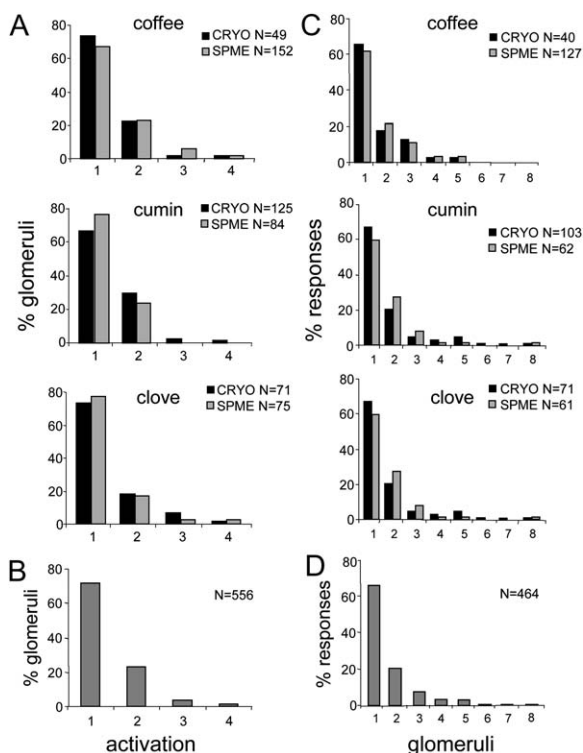 A
coffee
CRYO N=49
SPME N=152
80
60
40
20
0
1 2 3 4
cumin
CRYO N=125
SPME N=84
80
60
40
20
0
1 2 3 4
clove
CRYO N=71
SPME N=75
80
60
40
20
0
1 2 3 4
% glomeruli
B
N=556
80
60
40
20
0
1 2 3 4
% glomeruli
activation
C
coffee
CRYO N=40
SPME N=127
80
60
40
20
0
1 2 3 4 5 6 7 8
cumin
CRYO N=103
SPME N=62
80
60
40
20
0
1 2 3 4 5 6 7 8
clove
CRYO N=71
SPME N=61
80
60
40
20
0
1 2 3 4 5 6 7 8
% responses
D
N=464
80
60
40
20
0
1 2 3 4 5 6 7 8
% responses
glomeruli